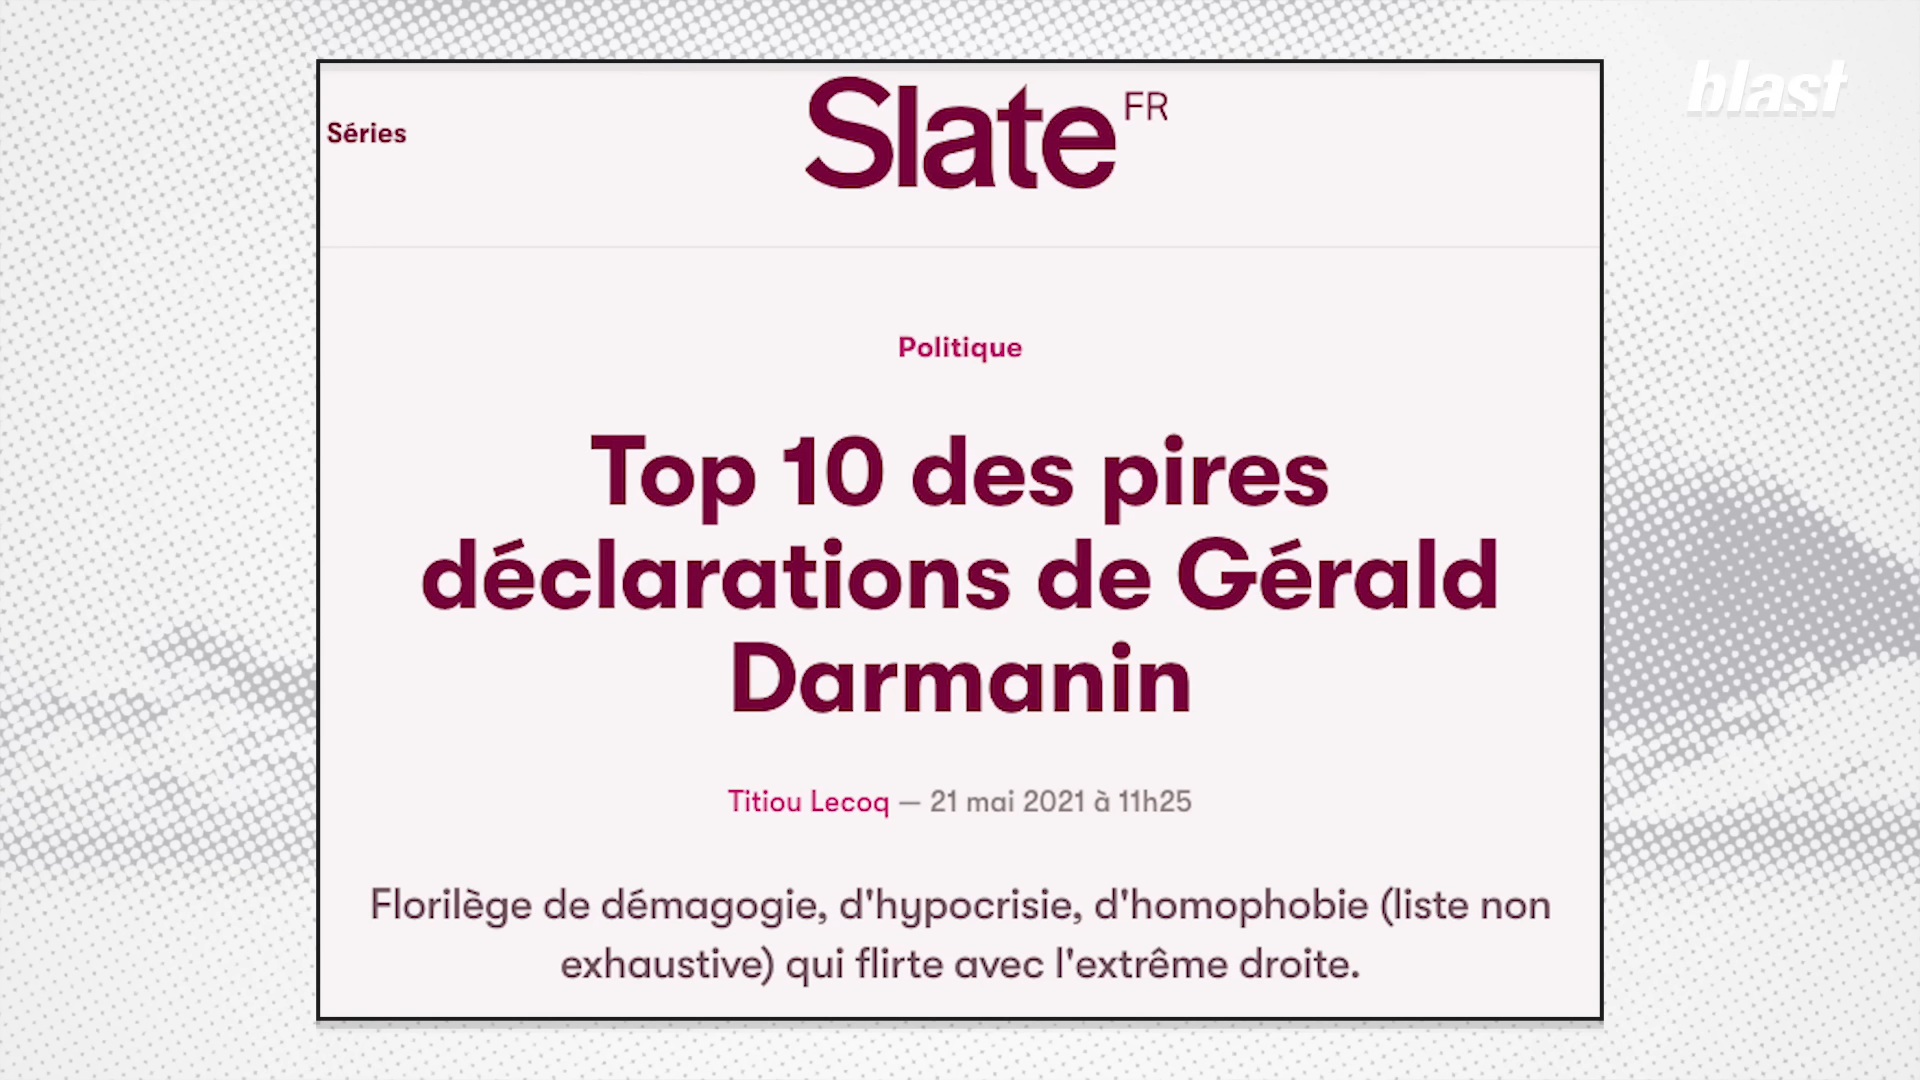 blast
Slate FR
Séries
Politique
Top 10 des pires
déclarations de Gérald
Darmanin
Titiou Lecoq — 21 mai 2021 à 11h25
Florilège de démagogie, d'hypocrisie, d'homophobie (liste non
exhaustive) qui flirte avec l'extrême droite.